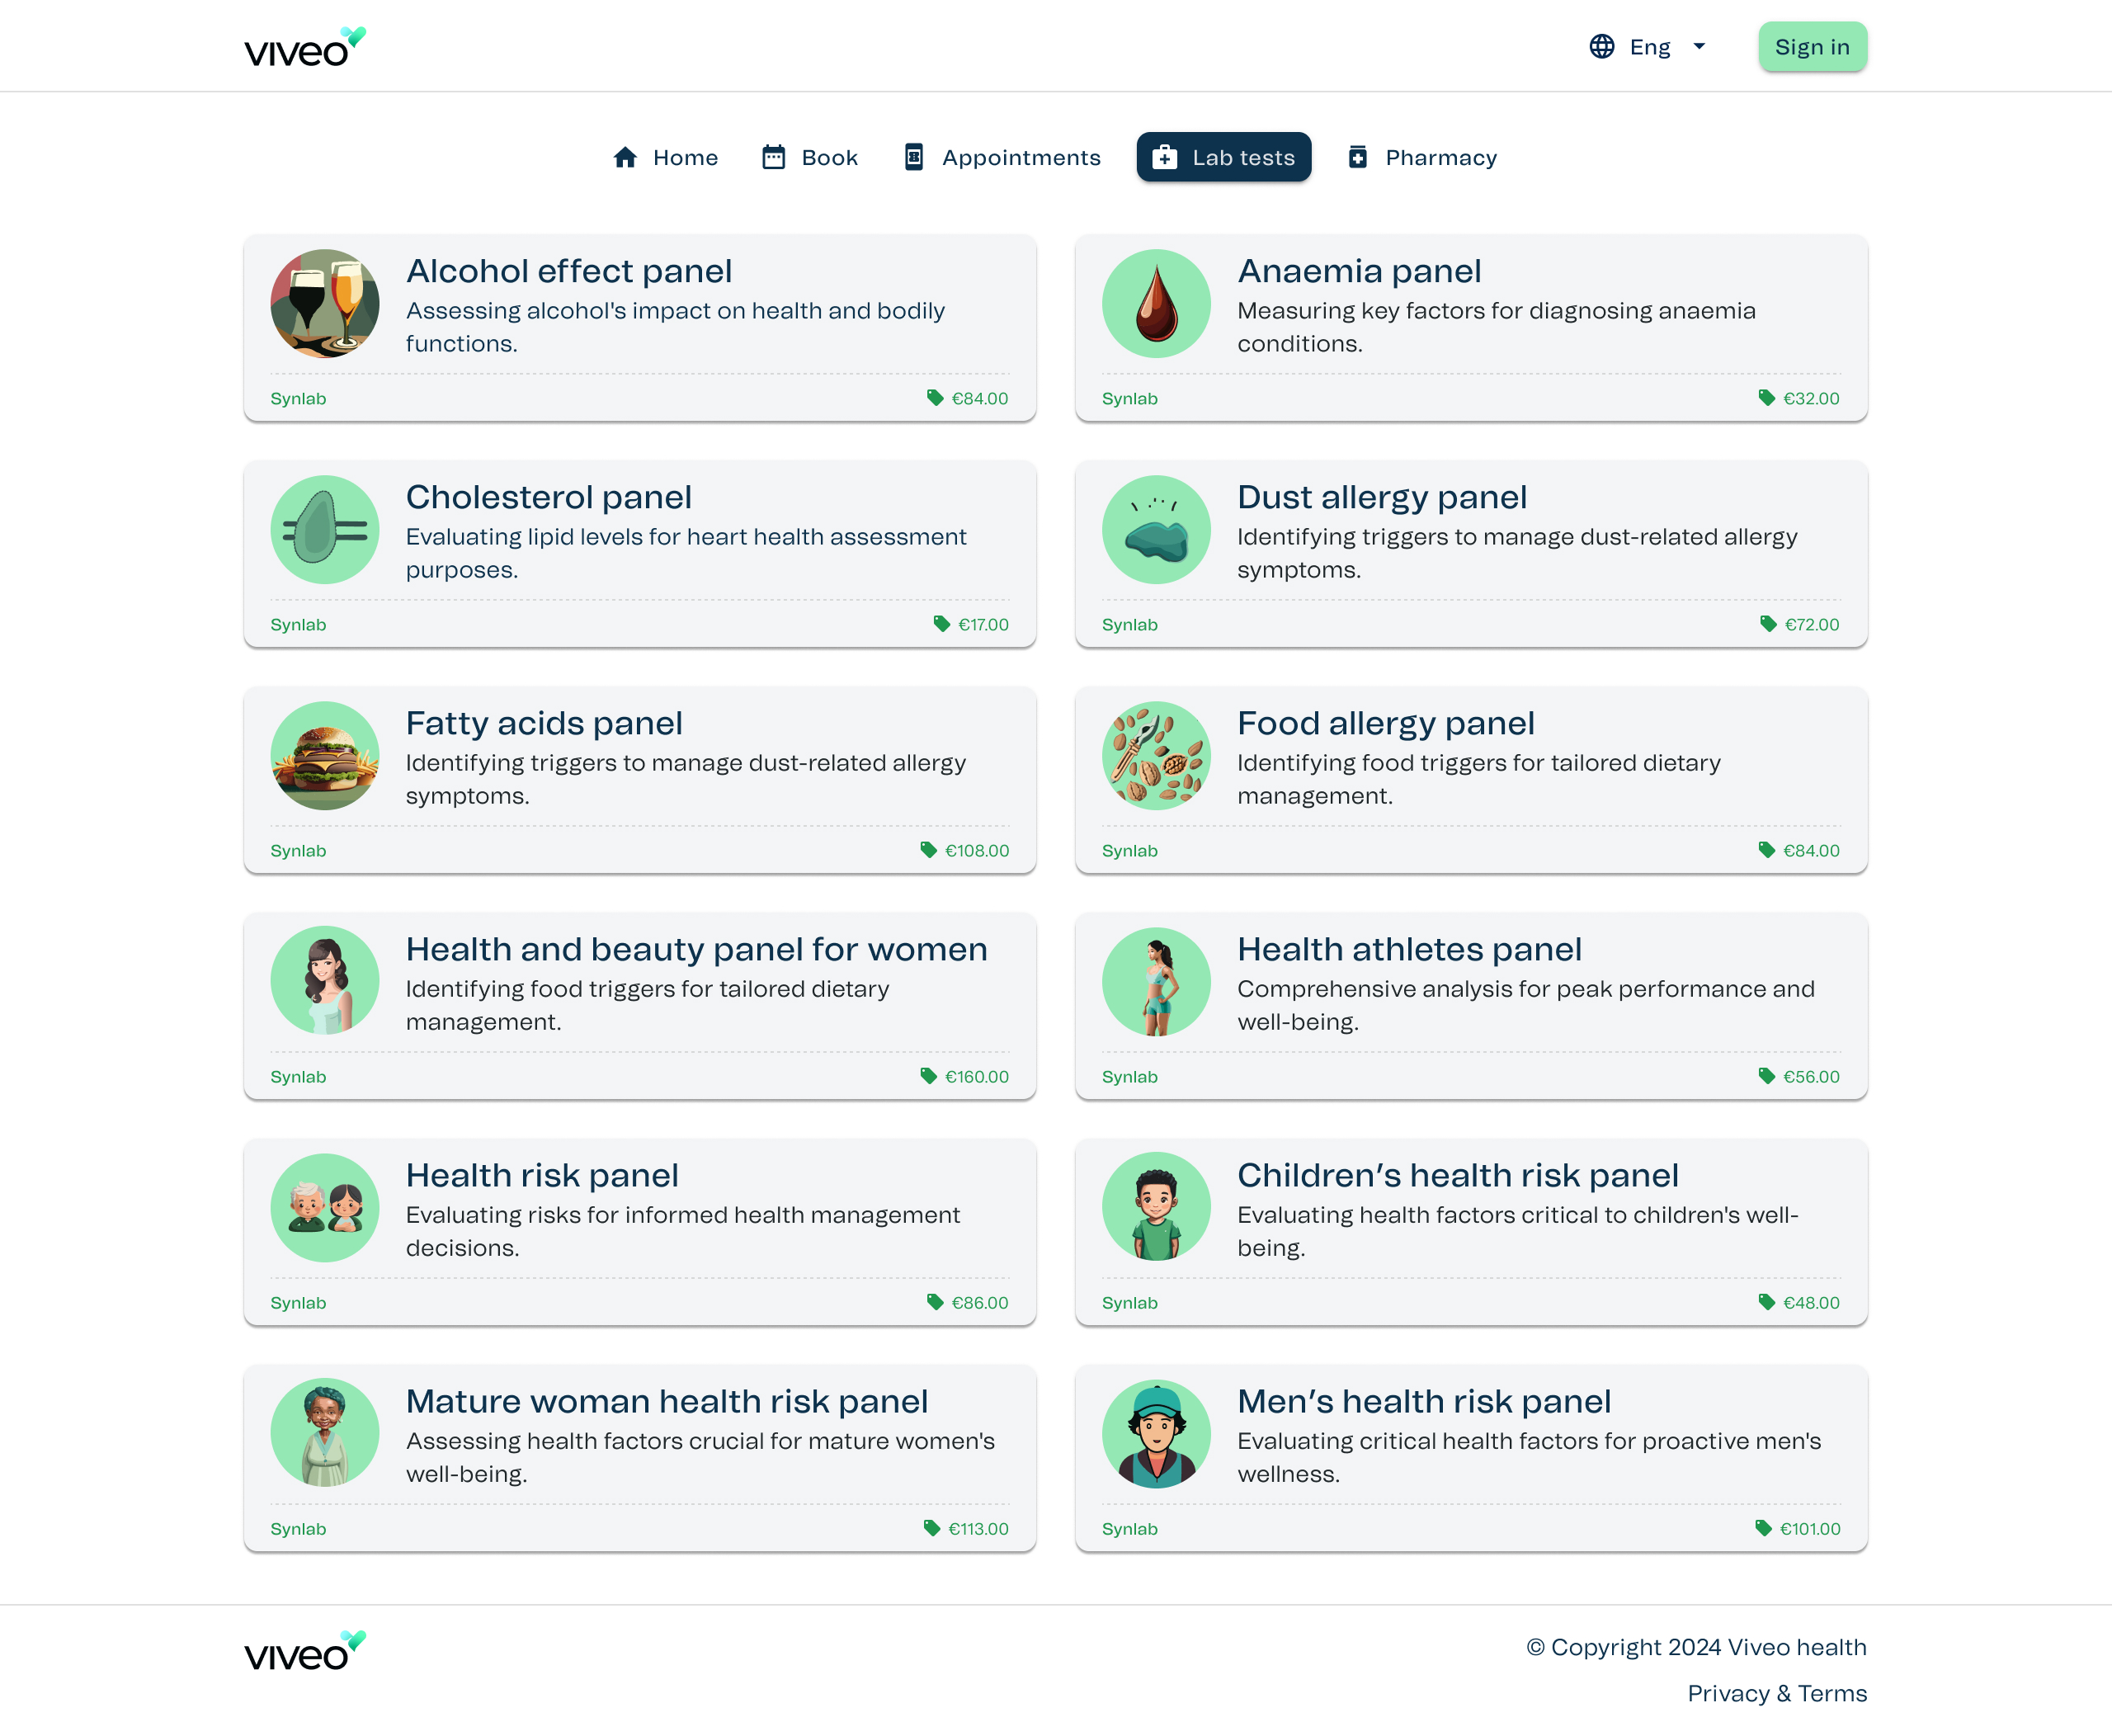 viveo
Eng
Sign in
Home
Book
Appointments
Lab tests
Pharmacy
Alcohol effect panel
Assessing alcohol's impact on health and bodily
functions.
Synlab
€84.00
Anaemia panel
Measuring key factors for diagnosing anaemia
conditions.
Synlab
€32.00
Cholesterol panel
Evaluating lipid levels for heart health assessment
purposes.
Synlab
€17.00
Dust allergy panel
Identifying triggers to manage dust-related allergy
symptoms.
Synlab
€72.00
Fatty acids panel
Identifying triggers to manage dust-related allergy
symptoms.
Synlab
€108.00
Food allergy panel
Identifying food triggers for tailored dietary
management.
Synlab
€84.00
Health and beauty panel for women
Identifying food triggers for tailored dietary
management.
Synlab
€160.00
Health athletes panel
Comprehensive analysis for peak performance and
well-being.
Synlab
€56.00
Health risk panel
Evaluating risks for informed health management
decisions.
Synlab
€86.00
Children’s health risk panel
Evaluating health factors critical to children's well-
being.
Synlab
€48.00
Mature woman health risk panel
Assessing health factors crucial for mature women's
well-being.
Synlab
€113.00
Men’s health risk panel
Evaluating critical health factors for proactive men's
wellness.
Synlab
€101.00
viveo
© Copyright 2024 Viveo health
Privacy & Terms